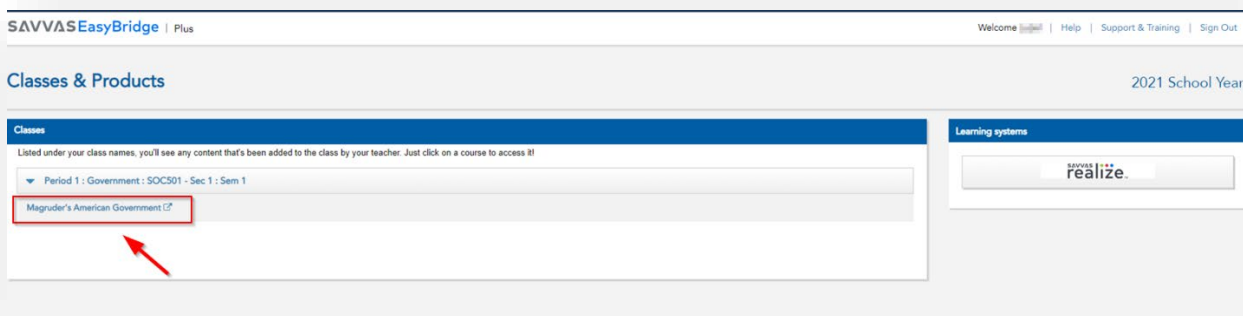 SAVVAS EasyBridge | Plus
Welcome | Help | Support & Training | Sign Out
Classes & Products
2021 School Year
Classes
Listed under your class names, you'll see any content that's been added to the class by your teacher. Just click on a course to access it!
Period 1 : Government : SOC501 - Sec 1 : Sem 1
Magruder's American Government
Learning systems
SAVVAS realize™